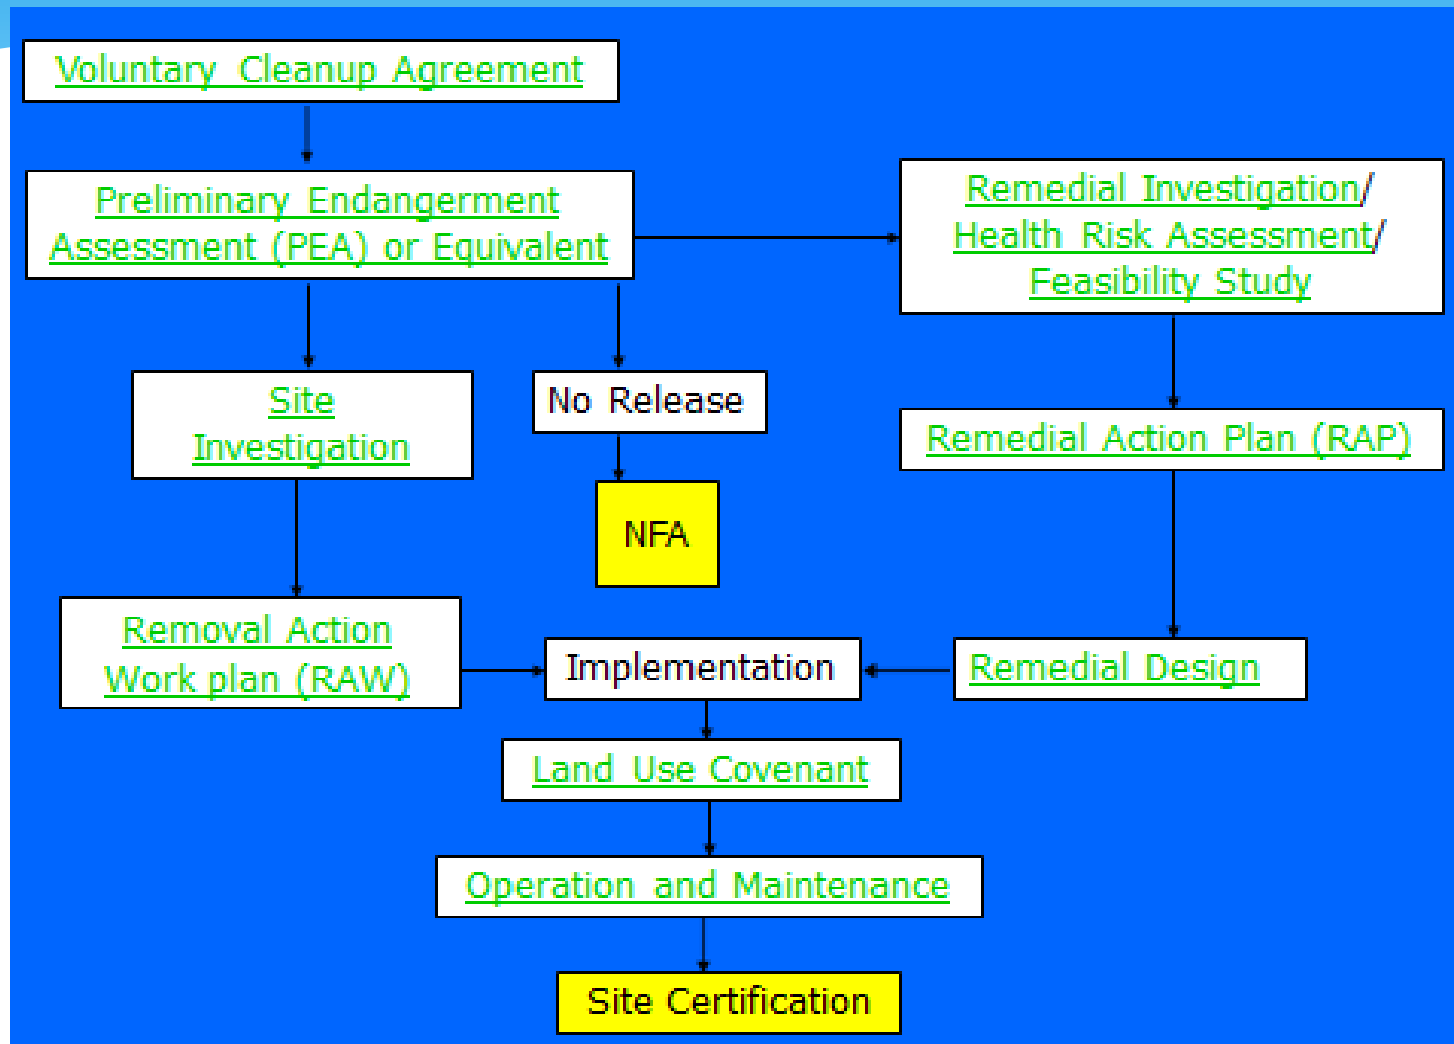 Voluntary Cleanup Agreement
Preliminary Endangerment
Assessment (PEA) or Equivalent
Remedial Investigation/
Health Risk Assessment/
Feasibility Study
Site
Investigation
No Release
Remedial Action Plan (RAP)
NFA
Removal Action
Work plan (RAW)
Implementation
Remedial Design
Land Use Covenant
Operation and Maintenance
Site Certification